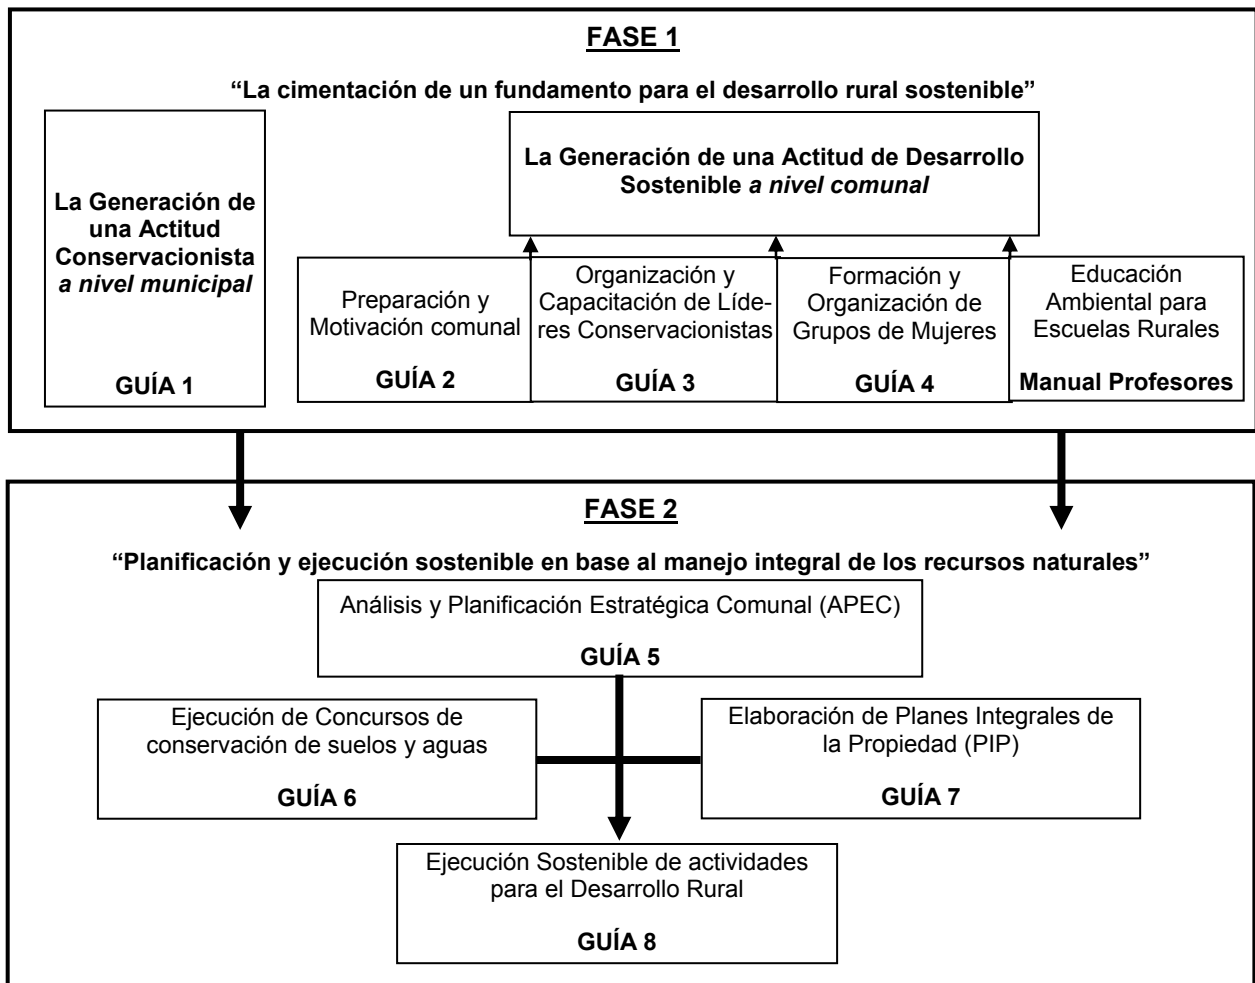 FASE 1
“La cimentación de un fundamento para el desarrollo rural sostenible”
La Generación de
una Actitud
Conservacionista
a nivel municipal
GUÍA 1
La Generación de una Actitud de Desarrollo
Sostenible a nivel comunal
Preparación y
Motivación comunal
GUÍA 2
Organización y
Capacitación de Líde-
res Conservacionistas
GUÍA 3
Formación y
Organización de
Grupos de Mujeres
GUÍA 4
Educación
Ambiental para
Escuelas Rurales
Manual Profesores
FASE 2
“Planificación y ejecución sostenible en base al manejo integral de los recursos naturales”
Análisis y Planificación Estratégica Comunal (APEC)
GUÍA 5
Ejecución de Concursos de
conservación de suelos y aguas
GUÍA 6
Elaboración de Planes Integrales de
la Propiedad (PIP)
GUÍA 7
Ejecución Sostenible de actividades
para el Desarrollo Rural
GUÍA 8